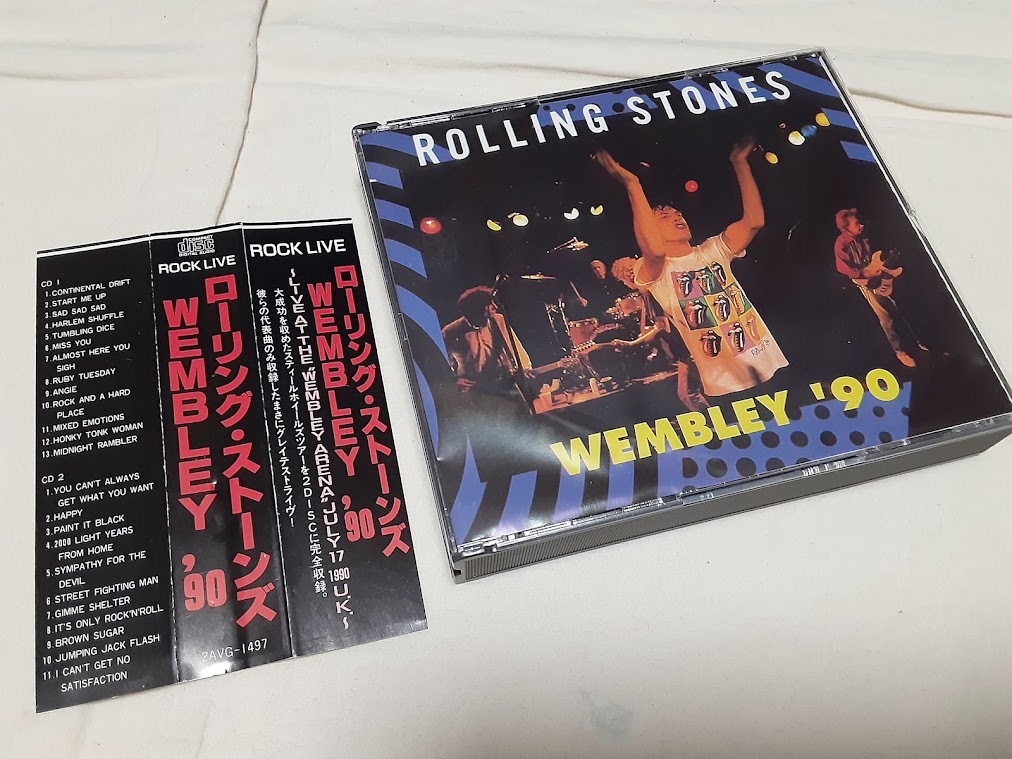 CD 1
1.CONTINENTAL DRIFT
2.START ME UP
3.SAD SAD SAD
4.HARLEM SHUFFLE
5.TUMBLING DICE
6.MISS YOU
7.ALMOST HERE YOU
SIGH
8.RUBY TUESDAY
9.ANGIE
10.ROCK AND A HARD
PLACE
11.MIXED EMOTIONS
12.HONKY TONK WOMAN
13.MIDNIGHT RAMBLER
CD 2
1.YOU CAN'T ALWAYS
GET WHAT YOU WANT
2.HAPPY
3.PAINT IT BLACK
4.2000 LIGHT YEARS
FROM HOME
5.SYMPATHY FOR THE
DEVIL
6.STREET FIGHTING MAN
7.GIMME SHELTER
8.IT'S ONLY ROCK'N'ROLL
9.BROWN SUGAR
10.JUMPING JACK FLASH
11.I CAN'T GET NO
SATISFACTION
COMPACT
disc
DIGITAL AUDIO
ROCK LIVE
ローリング・ストーンズ
WEMBLEY '90
2AVG-1497
ROCK LIVE
ローリング・ストーンズ
WEMBLEY '90
～LIVE AT THE "WEMBLEY ARENA" JULY 17 1990 U.K.～
大成功を収めたスティールホイールズツアーを2DISCに完全収録。
彼らの代表曲のみ収録したまさにグレイテストライヴ！
ROLLING STONES
WEMBLEY '90